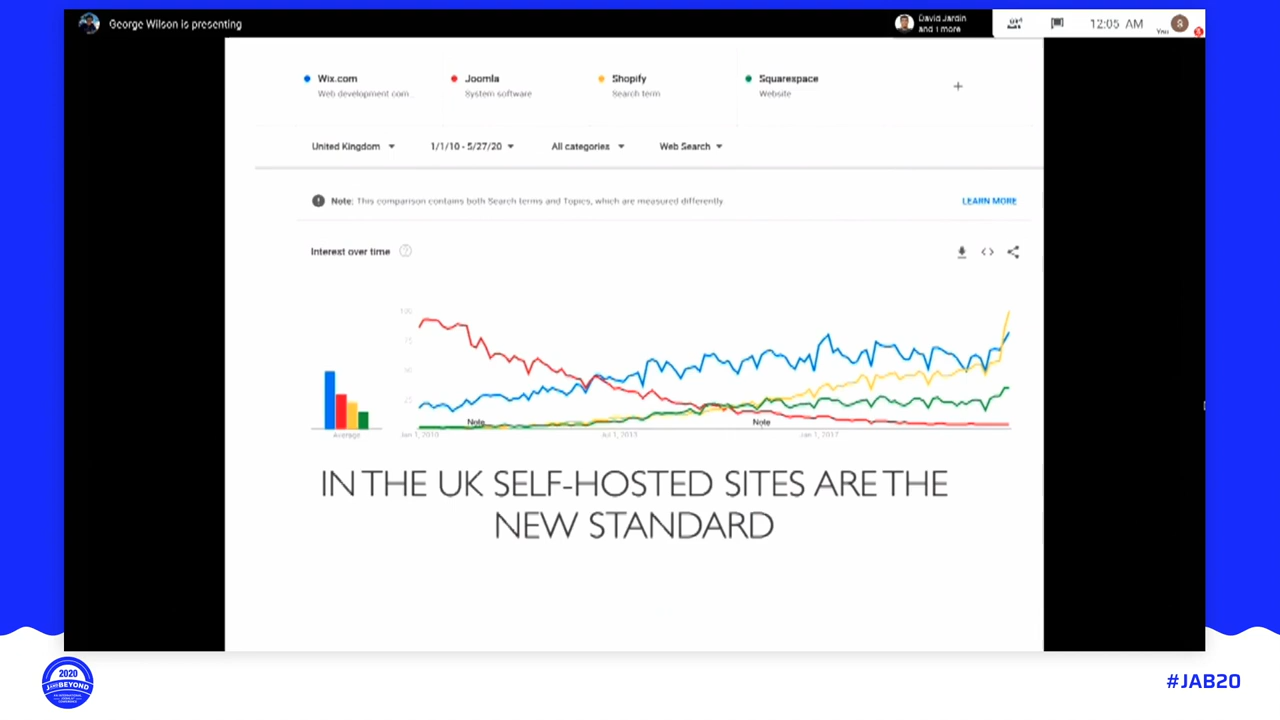 George Wilson is presenting
David Jardin
and 1 more
12:05 AM
You
S
Wix.com
Web development com...
Joomla
System software
Shopify
Search term
Squarespace
Website
+
United Kingdom
1/1/10 - 5/27/20
All categories
Web Search
! Note: This comparison contains both Search terms and Topics, which are measured differently
LEARN MORE
Interest over time
?
100
75
50
25
Note
Note
Average
Jan 1, 2010
Jul 1, 2013
Jan 1, 2017
IN THE UK SELF-HOSTED SITES ARE THE
NEW STANDARD
2020
BEYOND
#JAB20